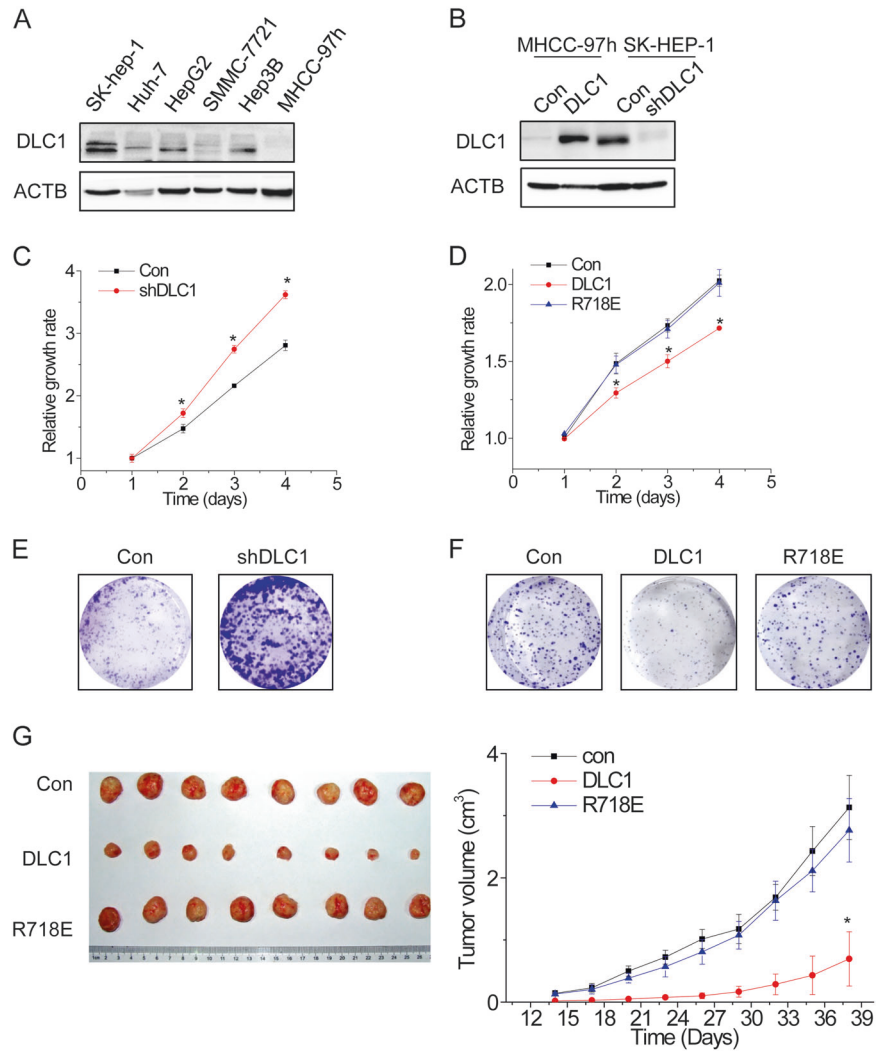 A
SK-hep-1
Huh-7
HepG2
SMMC-7721
Hep3B
MHCC-97h
DLC1
ACTB
B
MHCC-97h SK-HEP-1
Con
DLC1
Con
shDLC1
DLC1
ACTB
C
Con
shDLC1
*
*
*
Relative growth rate
4
3
2
1
0 1 2 3 4 5
Time (days)
D
Con
DLC1
R718E
*
*
*
Relative growth rate
2.0
1.5
1.0
0 1 2 3 4 5
Time (days)
E
Con shDLC1
F
Con DLC1 R718E
G
Con
DLC1
R718E
con
DLC1
R718E
*
Tumor volume (cm³)
4
2
0
12 15 18 21 24 27 30 33 36 39
Time (Days)